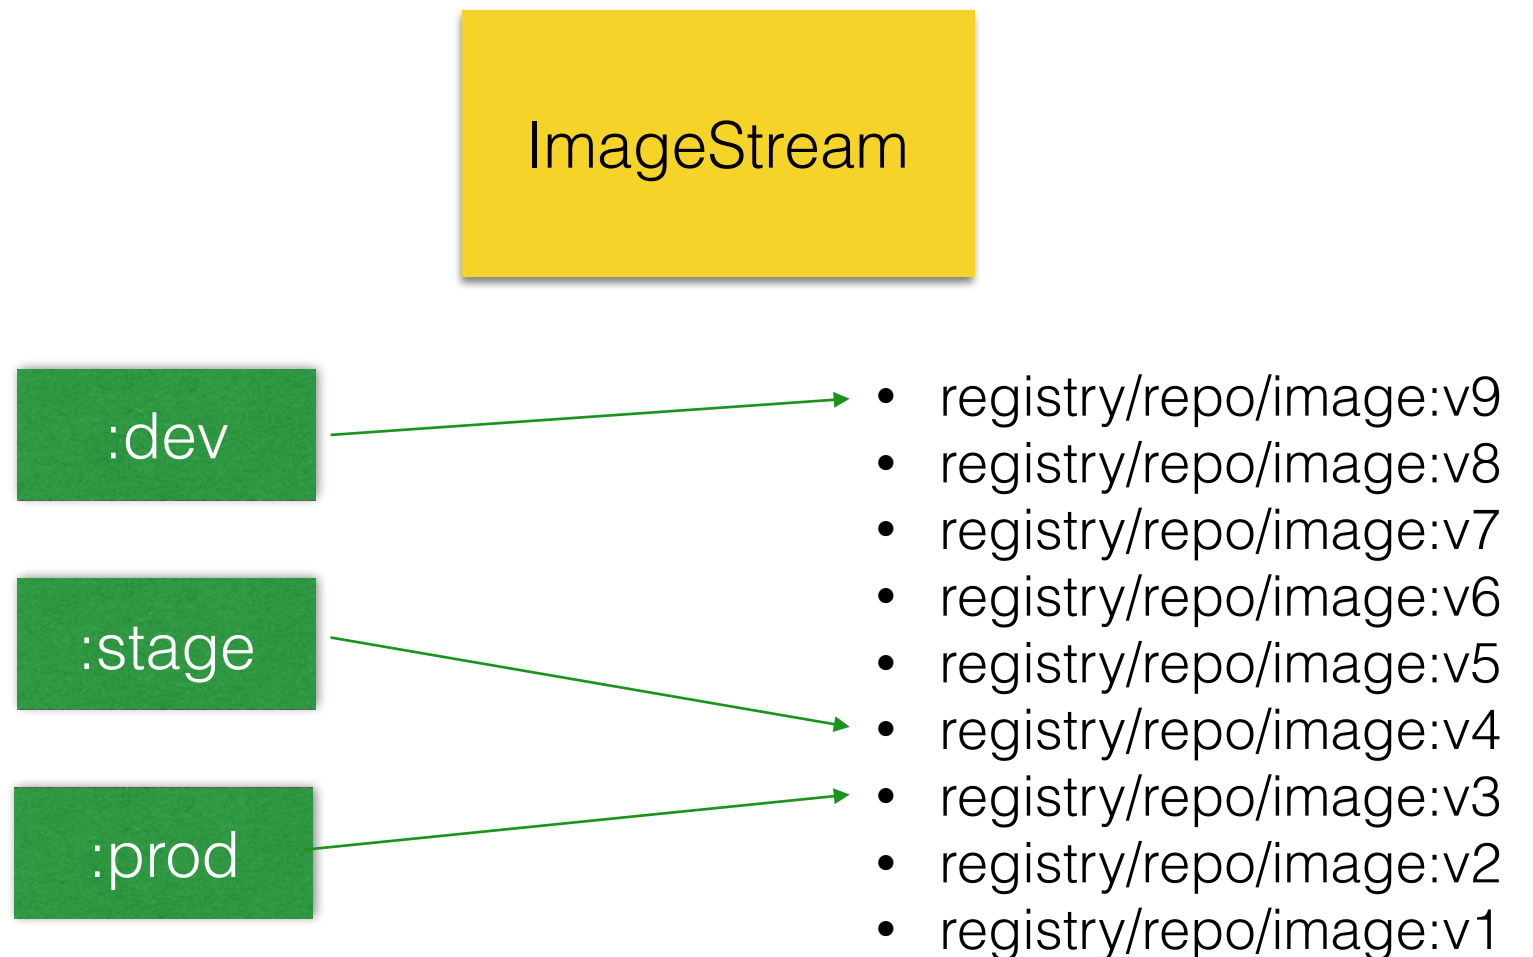 ImageStream
:dev
:stage
:prod
• registry/repo/image:v9
• registry/repo/image:v8
• registry/repo/image:v7
• registry/repo/image:v6
• registry/repo/image:v5
• registry/repo/image:v4
• registry/repo/image:v3
• registry/repo/image:v2
• registry/repo/image:v1